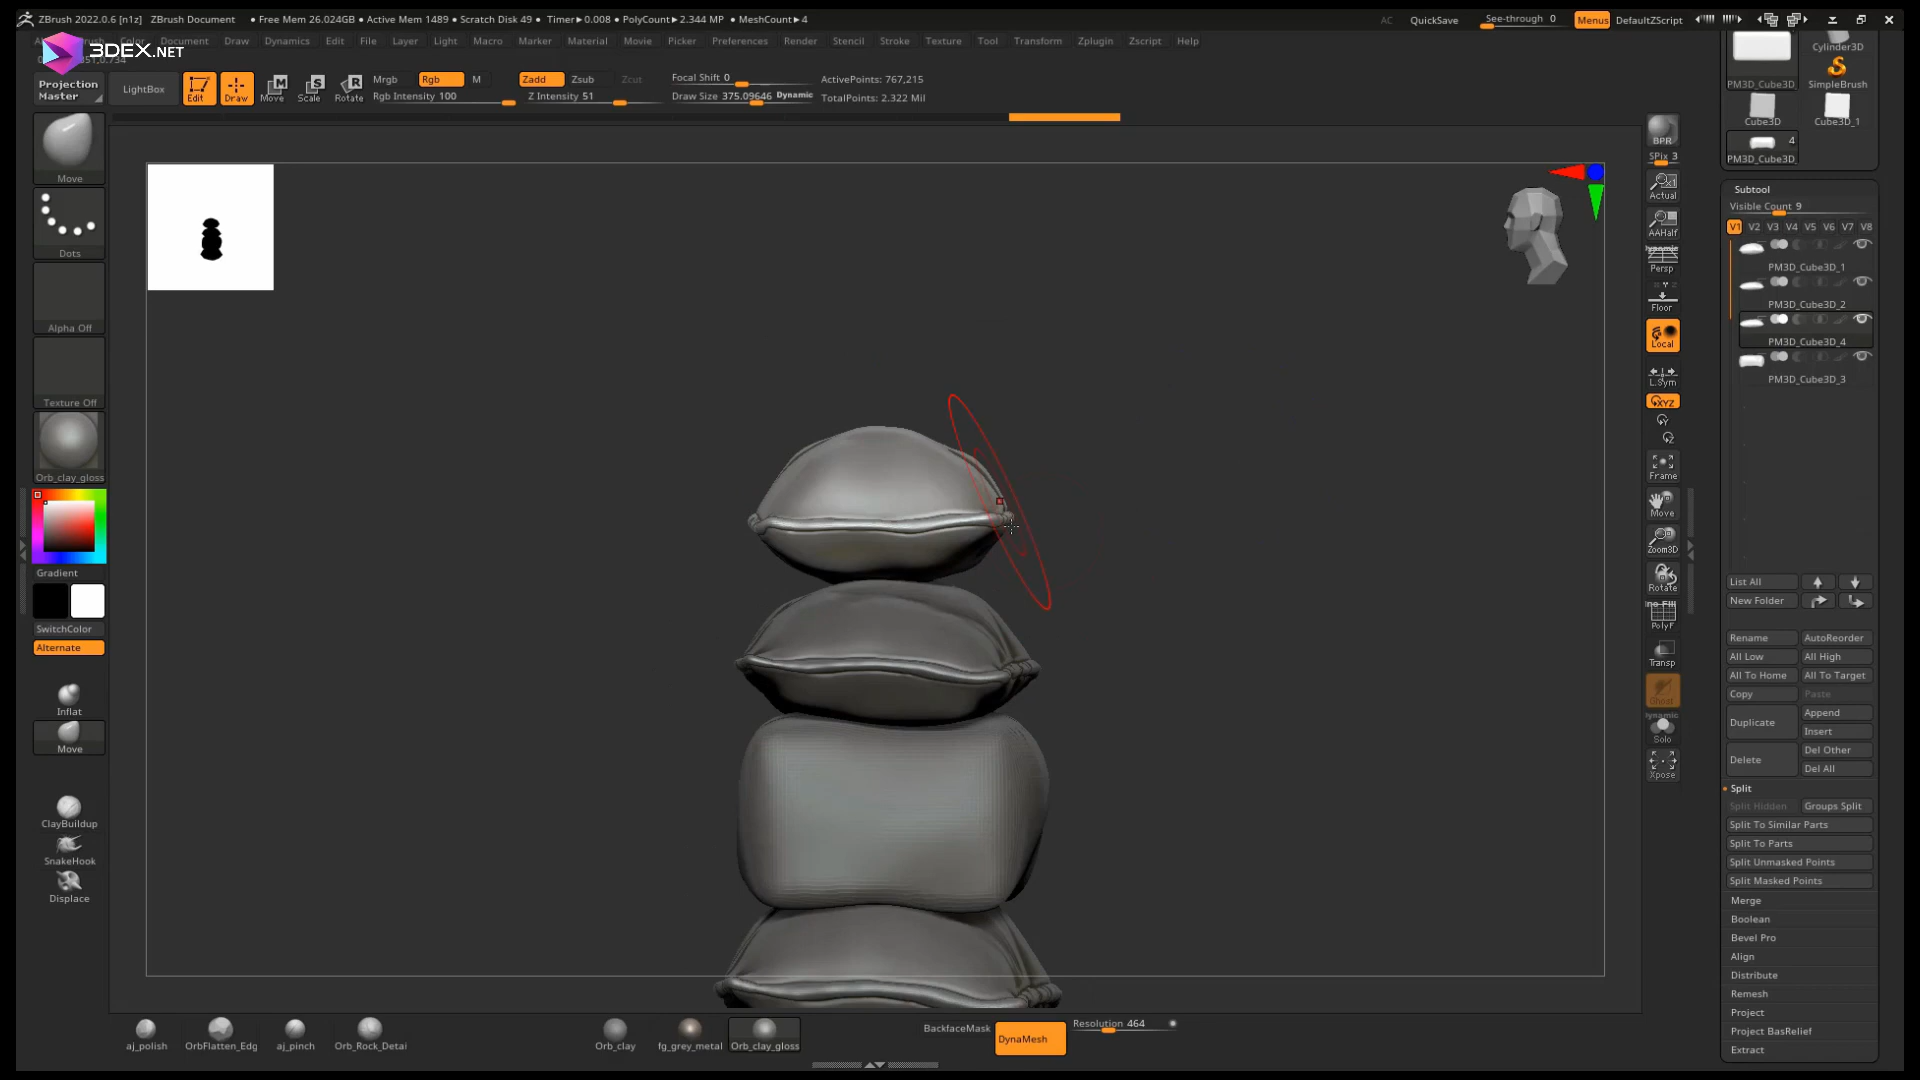 ZBrush 2022.0.6 [n1z] ZBrush Document • Free Mem 26.024GB • Active Mem 1489 • Scratch Disk 49 • Timer▸0.008 • PolyCount▸2.344 MP • MeshCount▸4
AC QuickSave See-through 0 Menus DefaultZScript
3DEX.NET
Document Draw Dynamics Edit File Layer Light Macro Marker Material Movie Picker Preferences Render Stencil Stroke Texture Tool Transform Zplugin Zscript Help
Projection Master
LightBox
Edit
Draw
Move
Scale
Rotate
Mrgb Rgb M
Rgb Intensity 100
Zadd Zsub Zcut
Z Intensity 51
Focal Shift 0
Draw Size 375.09646 Dynamic
ActivePoints: 767,215
TotalPoints: 2.322 Mil
Move
Dots
Alpha Off
Texture Off
Orb_clay_gloss
Gradient
SwitchColor
Alternate
Inflat
Move
ClayBuildup
SnakeHook
Displace
BPR
SPix 3
Actual
AAHalf
Dynamic
Persp
Floor
Local
L.Sym
XYZ
Frame
Move
Zoom3D
Rotate
PolyF
Transp
Ghost
Dynamic
Solo
Xpose
Cylinder3D
PM3D_Cube3D
SimpleBrush
Cube3D
Cube3D_1
4
PM3D_Cube3D_
Subtool
Visible Count 9
V1 V2 V3 V4 V5 V6 V7 V8
PM3D_Cube3D_1
PM3D_Cube3D_2
PM3D_Cube3D_4
PM3D_Cube3D_3
List All
New Folder
Rename AutoReorder
All Low All High
All To Home All To Target
Copy Paste
Duplicate Append
Insert
Delete Del Other
Del All
Split
Split Hidden Groups Split
Split To Similar Parts
Split To Parts
Split Unmasked Points
Split Masked Points
Merge
Boolean
Bevel Pro
Align
Distribute
Remesh
Project
Project BasRelief
Extract
aj_polish OrbFlatten_Edg aj_pinch Orb_Rock_Detai Orb_clay fg_grey_metal Orb_clay_gloss
BackfaceMask
DynaMesh
Resolution 464